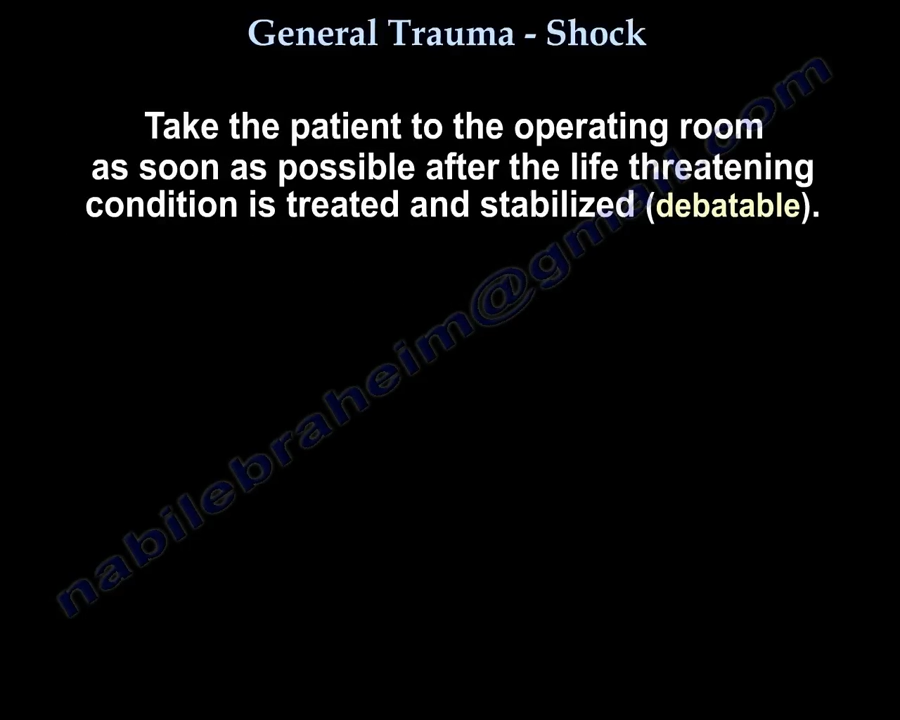 General Trauma - Shock
Take the patient to the operating room
as soon as possible after the life threatening
condition is treated and stabilized (debatable).
nabilebraheim@gmail.com